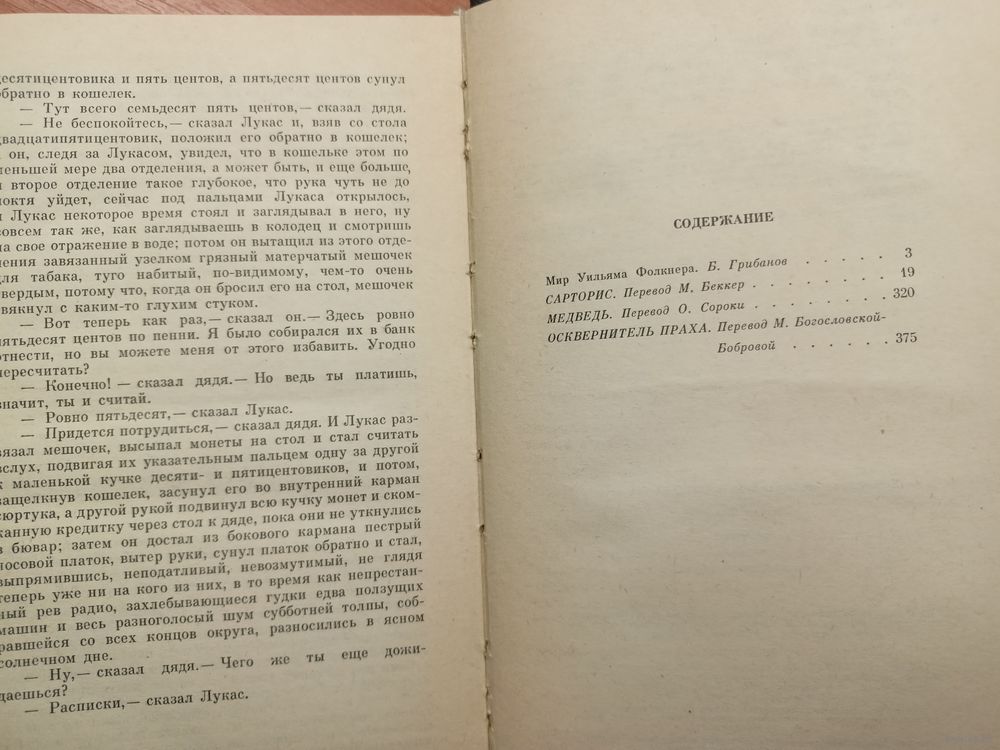 десятицентовика и пять центов, а пятьдесят центов сунул
обратно в кошелек.
— Тут всего семьдесят пять центов,— сказал дядя.
— Не беспокойтесь,— сказал Лукас и, взяв со стола
двадцатипятицентовик, положил его обратно в кошелек;
он, следя за Лукасом, увидел, что в кошельке этом по
меньшей мере два отделения, а может быть, и еще больше,
и второе отделение такое глубокое, что рука чуть не до
локтя уйдет, сейчас под пальцами Лукаса открылось,
и Лукас некоторое время стоял и заглядывал в него, ну
совсем так же, как заглядываешь в колодец и смотришь
на свое отражение в воде; потом он вытащил из этого отде-
ления завязанный узелком грязный матерчатый мешочек
для табака, туго набитый, по-видимому, чем-то очень
твердым, потому что, когда он бросил его на стол, мешочек
звякнул с каким-то глухим стуком.
— Вот теперь как раз,— сказал он.— Здесь ровно
пятьдесят центов по пенни. Я было собирался их в банк
отнести, но вы можете меня от этого избавить. Угодно
пересчитать?
— Конечно! — сказал дядя.— Но ведь ты платишь,
значит, ты и считай.
— Ровно пятьдесят,— сказал Лукас.
— Придется потрудиться,— сказал дядя. И Лукас раз-
вязал мешочек, высыпал монеты на стол и стал считать
вслух, подвигая их указательным пальцем одну за другой
к маленькой кучке десяти- и пятицентовиков, и потом,
защелкнув кошелек, засунул его во внутренний карман
сюртука, а другой рукой подвинул всю кучку монет и ском-
канную кредитку через стол к дяде, пока они не уткнулись
в бювар; затем он достал из бокового кармана пестрый
носовой платок, вытер руки, сунул платок обратно и стал,
выпрямившись, неподатливый, невозмутимый, не глядя
теперь уже ни на кого из них, в то время как непрестан-
ный рев радио, захлебывающиеся гудки едва ползущих
машин и весь разноголосый шум субботней толпы, соб-
равшейся со всех концов округа, разносились в ясном
солнечном дне.
— Ну,— сказал дядя.— Чего же ты еще дожи-
даешься?
— Расписки,— сказал Лукас.
СОДЕРЖАНИЕ
Мир Уильяма Фолкнера. Б. Грибанов . . . . . 3
САРТОРИС. Перевод М. Беккер . . . . . . . . 19
МЕДВЕДЬ. Перевод О. Сороки . . . . . . . . 320
ОСКВЕРНИТЕЛЬ ПРАХА. Перевод М. Богословской-
Бобровой . . . . . . 375